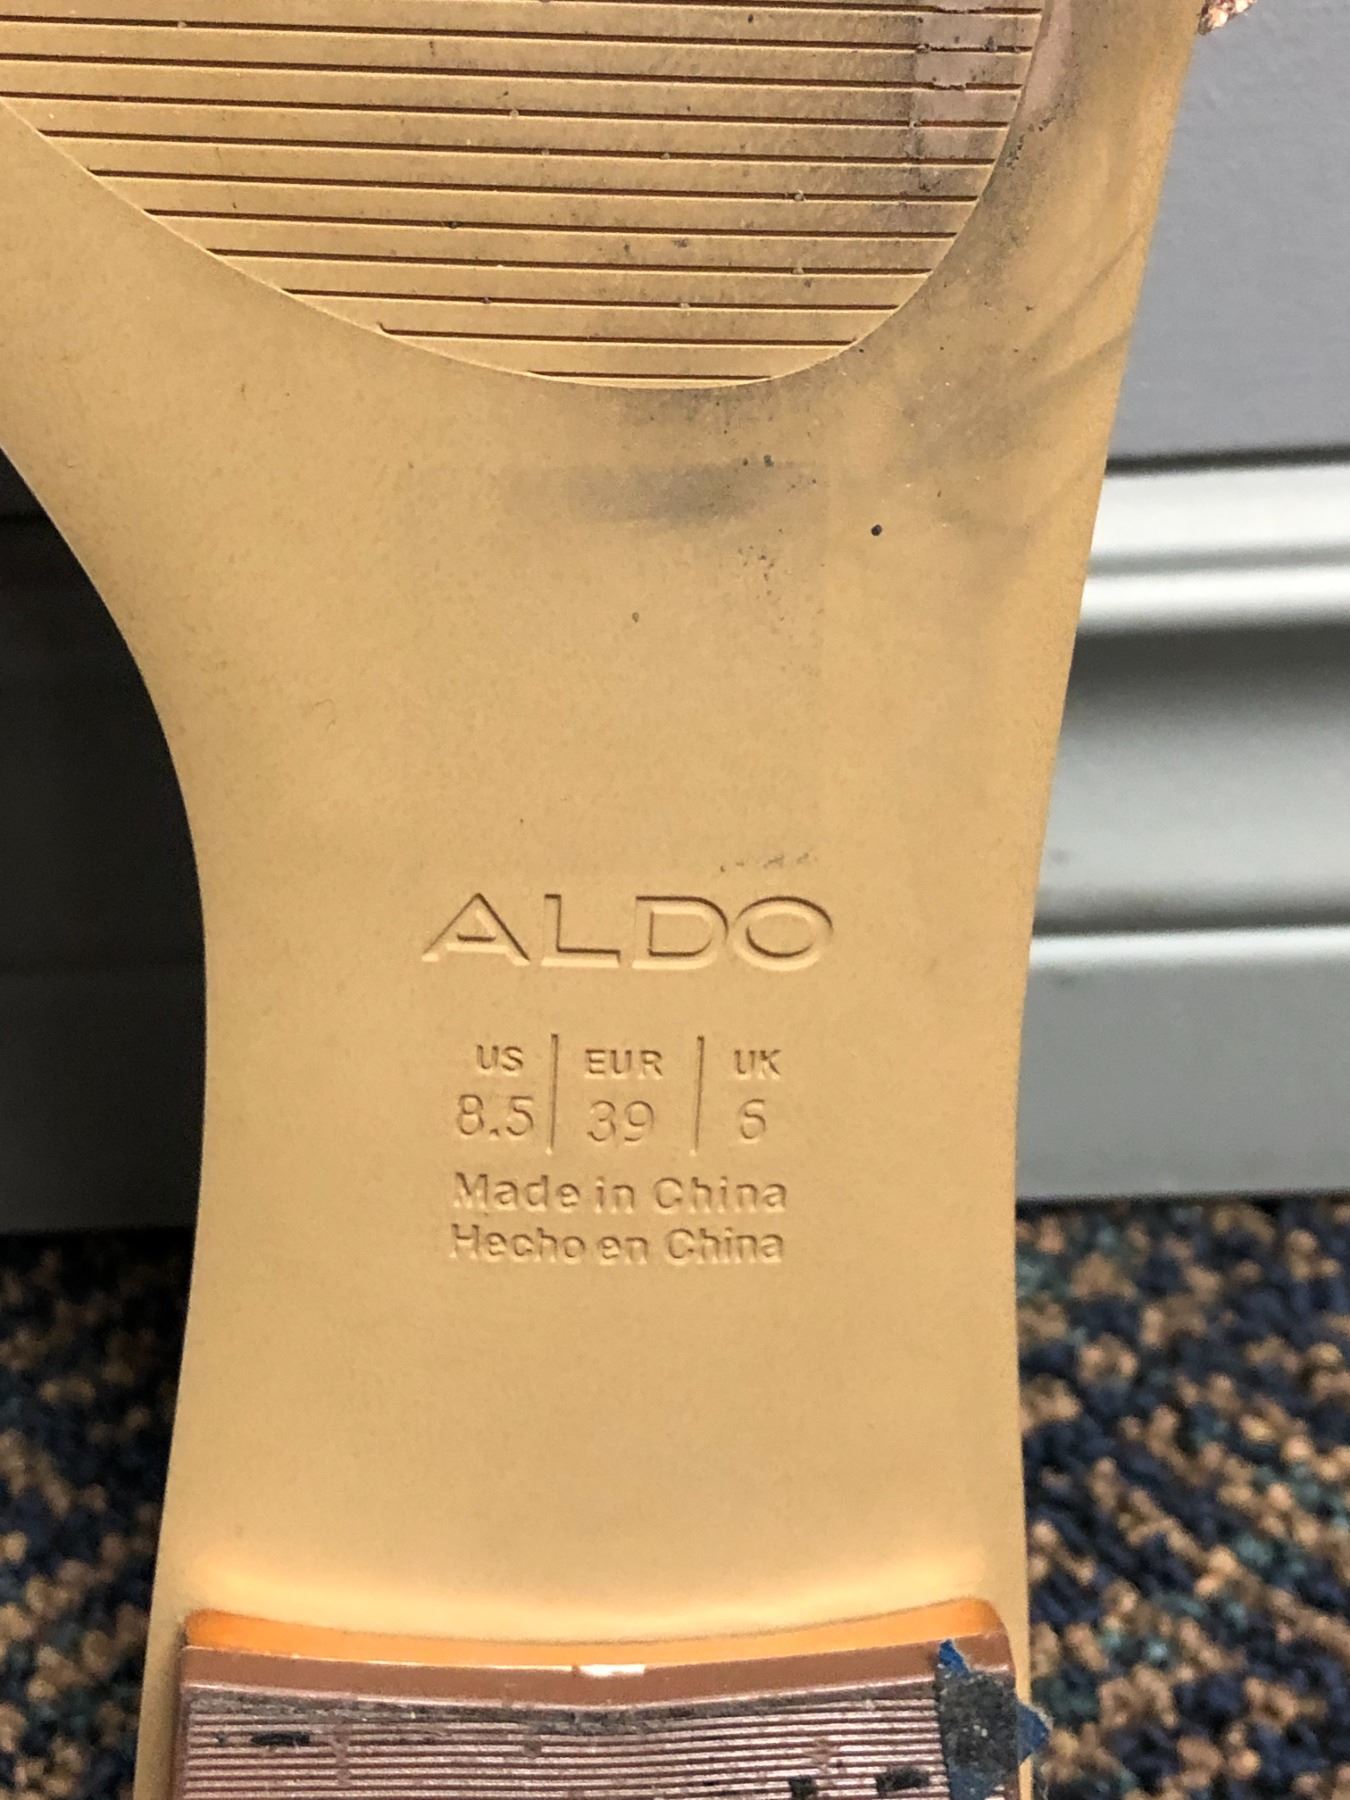 ALDO
US | EUR | UK
8.5 | 39 | 6
Made in China
Hecho en China